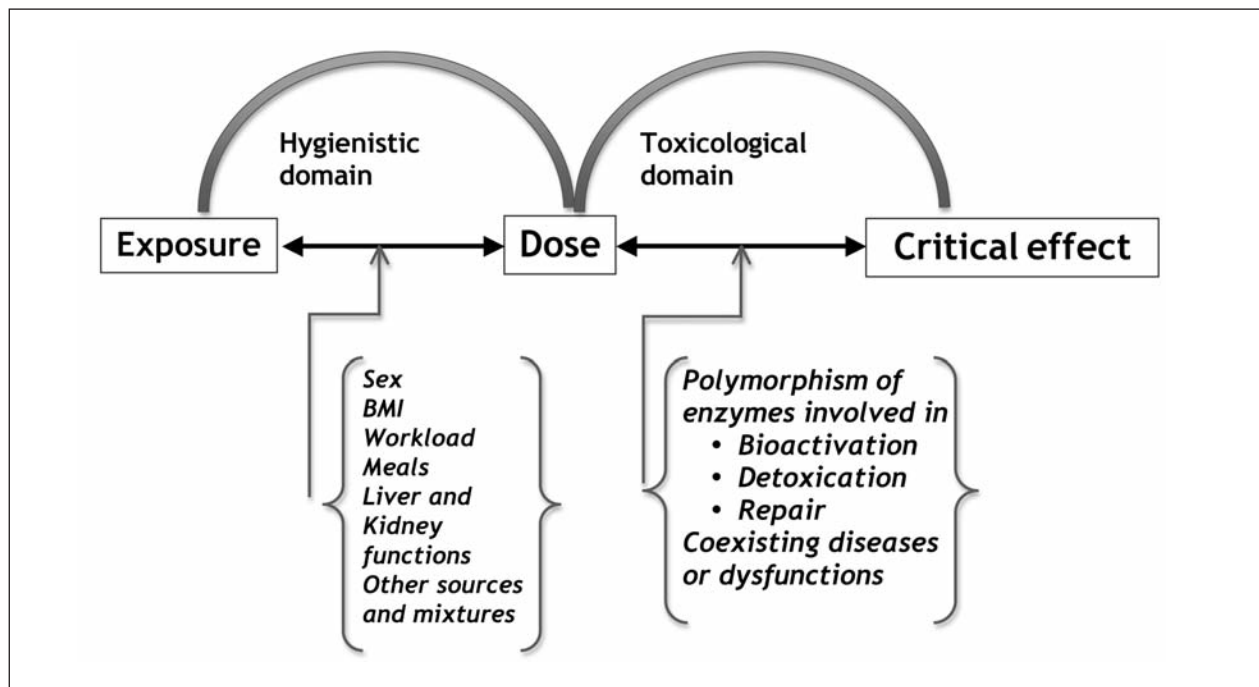 Hygienistic
domain
Toxicological
domain
Exposure
Dose
Critical effect
Sex
BMI
Workload
Meals
Liver and
Kidney
functions
Other sources
and mixtures
Polymorphism of
enzymes involved in
• Bioactivation
• Detoxication
• Repair
Coexisting diseases
or dysfunctions